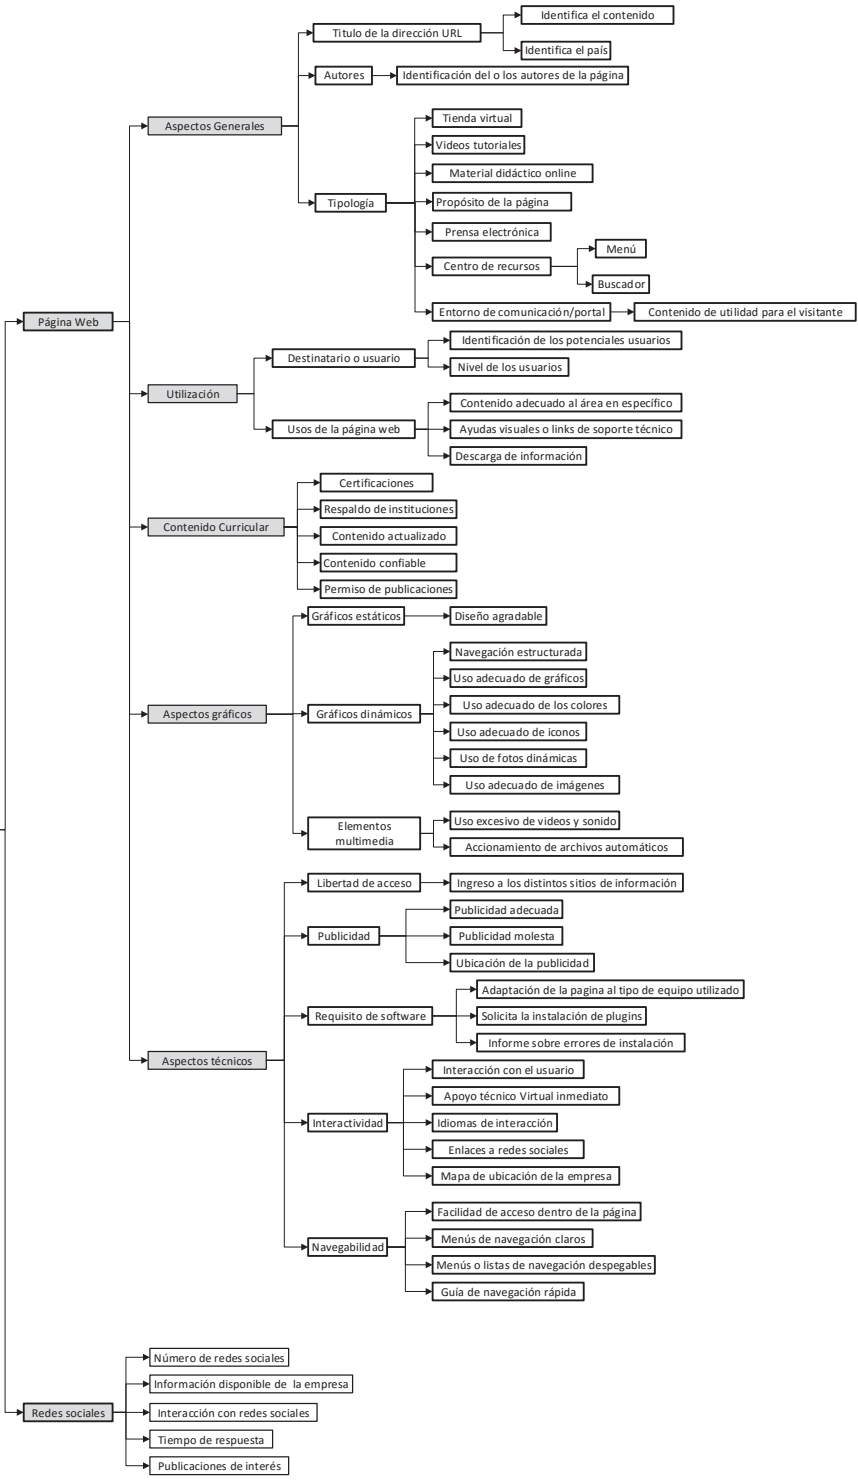 Identifica el contenido
Titulo de la dirección URL
Identifica el país
Autores
Identificación del o los autores de la página
Tienda virtual
Aspectos Generales
Videos tutoriales
Material didáctico online
Tipología
Propósito de la página
Prensa electrónica
Menú
Centro de recursos
Buscador
Entorno de comunicación/portal
Contenido de utilidad para el visitante
Página Web
Identificación de los potenciales usuarios
Destinatario o usuario
Nivel de los usuarios
Utilización
Contenido adecuado al área en específico
Usos de la página web
Ayudas visuales o links de soporte técnico
Descarga de información
Certificaciones
Respaldo de instituciones
Contenido Curricular
Contenido actualizado
Contenido confiable
Permiso de publicaciones
Gráficos estáticos
Diseño agradable
Navegación estructurada
Uso adecuado de gráficos
Uso adecuado de los colores
Aspectos gráficos
Gráficos dinámicos
Uso adecuado de iconos
Uso de fotos dinámicas
Uso adecuado de imágenes
Elementos
multimedia
Uso excesivo de videos y sonido
Accionamiento de archivos automáticos
Libertad de acceso
Ingreso a los distintos sitios de información
Publicidad adecuada
Publicidad
Publicidad molesta
Ubicación de la publicidad
Adaptación de la pagina al tipo de equipo utilizado
Requisito de software
Solicita la instalación de plugins
Informe sobre errores de instalación
Aspectos técnicos
Interacción con el usuario
Apoyo técnico Virtual inmediato
Interactividad
Idiomas de interacción
Enlaces a redes sociales
Mapa de ubicación de la empresa
Facilidad de acceso dentro de la página
Menús de navegación claros
Navegabilidad
Menús o listas de navegación despegables
Guía de navegación rápida
Número de redes sociales
Información disponible de la empresa
Redes sociales
Interacción con redes sociales
Tiempo de respuesta
Publicaciones de interés